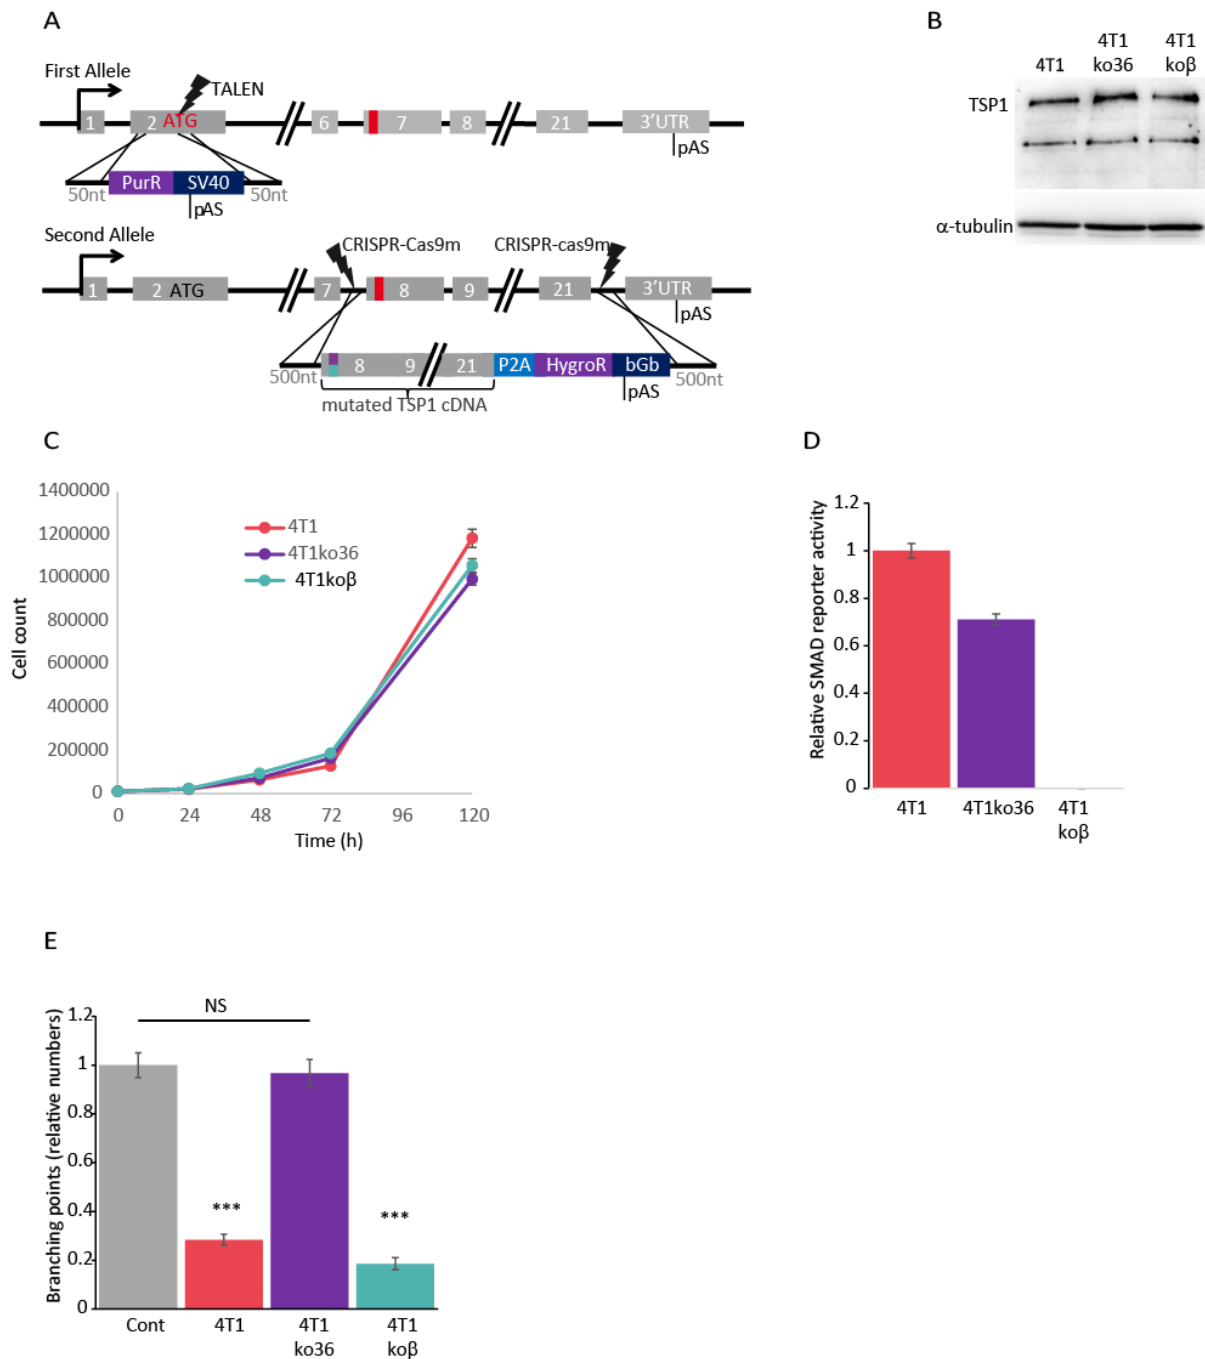 A
First Allele
TALEN
1
2 ATG
6
7
8
21
3'UTR
pAS
50nt
PurR
SV40
50nt
pAS
Second Allele
CRISPR-Cas9m
CRISPR-cas9m
1
2 ATG
7
8
9
21
3'UTR
pAS
500nt
8
9
21
P2A
HygroR
bGb
500nt
pAS
mutated TSP1 cDNA
B
4T1
4T1
ko36
4T1
koβ
TSP1
α-tubulin
C
1400000
1200000
1000000
800000
600000
400000
200000
0
Cell count
4T1
4T1ko36
4T1koβ
0 24 48 72 96 120
Time (h)
D
1.2
1
0.8
0.6
0.4
0.2
0
Relative SMAD reporter activity
4T1
4T1ko36
4T1
koβ
E
NS
1.2
1
0.8
0.6
0.4
0.2
0
Branching points (relative numbers)
***
***
Cont
4T1
4T1
ko36
4T1
koβ